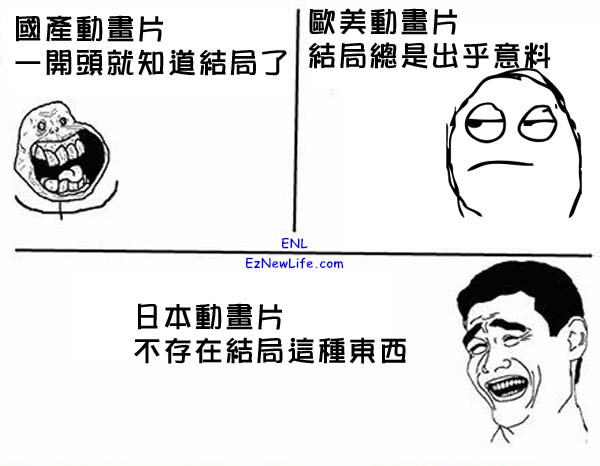 國產動畫片
一開頭就知道結局了
歐美動畫片
結局總是出乎意料
ENL
EzNewLife.com
日本動畫片
不存在結局這種東西